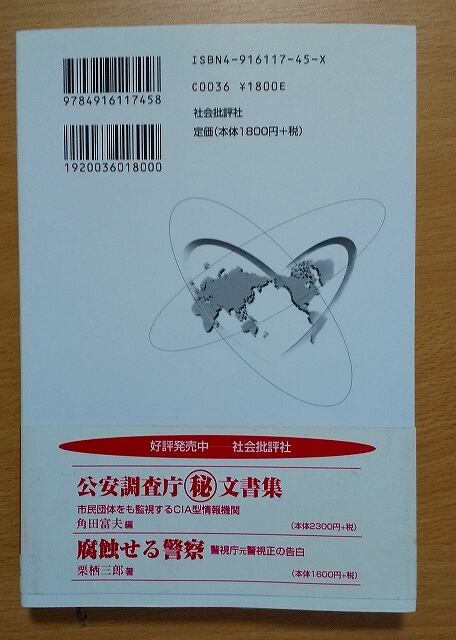 ISBN4-916117-45-X
9784916117458
C0036 ¥1800E
社会批評社
定価(本体1800円+税)
1920036018000
好評発売中 社会批評社
公安調査庁㊙文書集
市民団体をも監視するCIA型情報機関
角田富夫編
(本体2300円+税)
腐蝕せる警察 警視庁元警視正の告白
栗栖三郎著
(本体1600円+税)